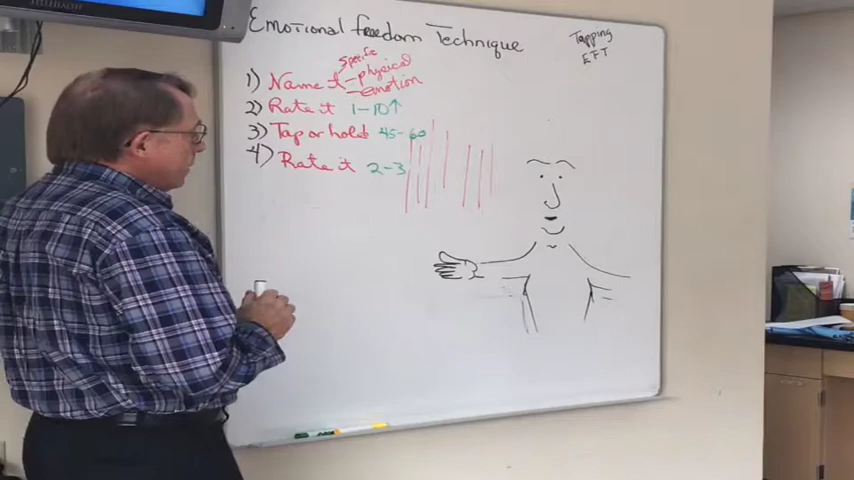 Emotional freedom Technique
Tapping
EFT
specific
1) Name it - physical
- emotion
2) Rate it 1-10↑
3) Tap or hold 45-60
4) Rate it 2-3